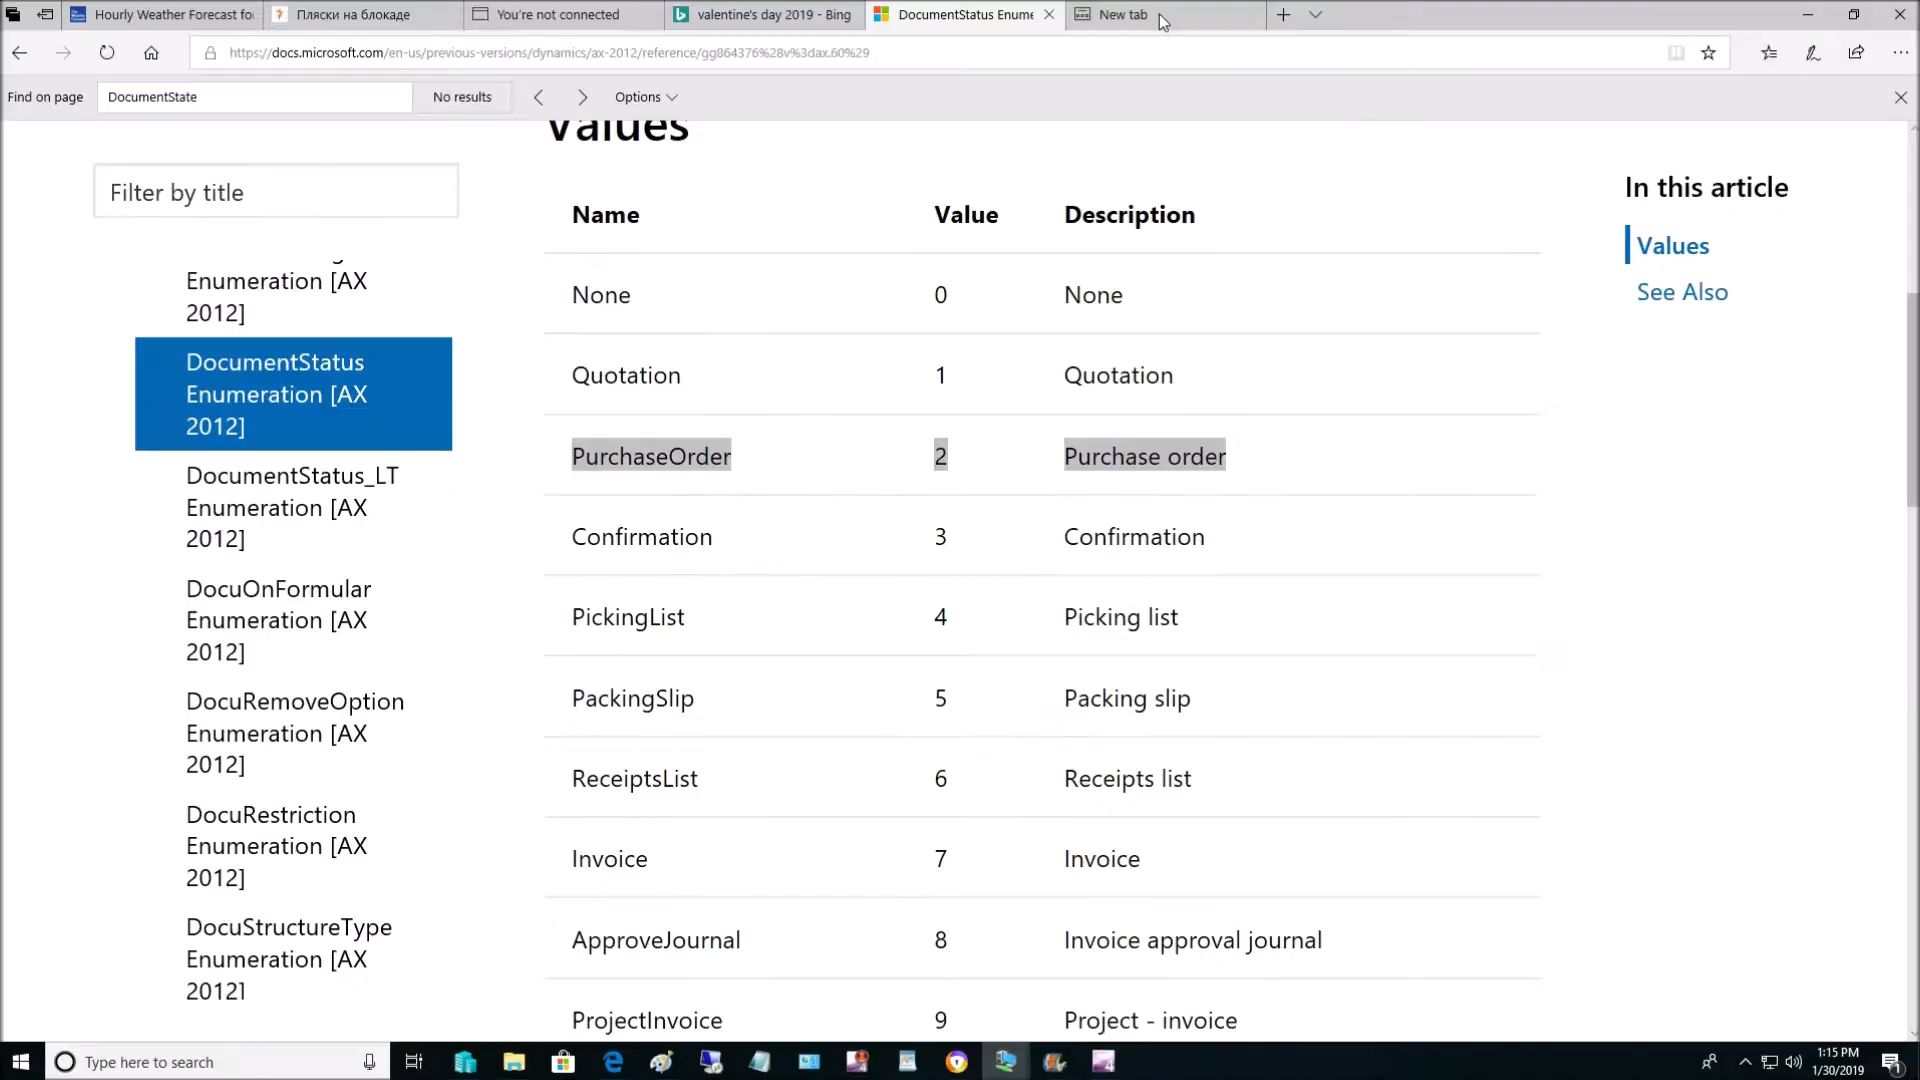 Hourly Weather Forecast fo
Пляски на блокаде
You're not connected
valentine's day 2019 - Bing
DocumentStatus Enume
New tab
https://docs.microsoft.com/en-us/previous-versions/dynamics/ax-2012/reference/gg864376%28v%3dax.60%29
Find on page
DocumentState
No results
Options
Values
Filter by title
Enumeration [AX
2012]
DocumentStatus
Enumeration [AX
2012]
DocumentStatus_LT
Enumeration [AX
2012]
DocuOnFormular
Enumeration [AX
2012]
DocuRemoveOption
Enumeration [AX
2012]
DocuRestriction
Enumeration [AX
2012]
DocuStructureType
Enumeration [AX
2012]
Name Value Description
None 0 None
Quotation 1 Quotation
PurchaseOrder 2 Purchase order
Confirmation 3 Confirmation
PickingList 4 Picking list
PackingSlip 5 Packing slip
ReceiptsList 6 Receipts list
Invoice 7 Invoice
ApproveJournal 8 Invoice approval journal
ProjectInvoice 9 Project - invoice
In this article
Values
See Also
Type here to search
1:15 PM
1/30/2019
1